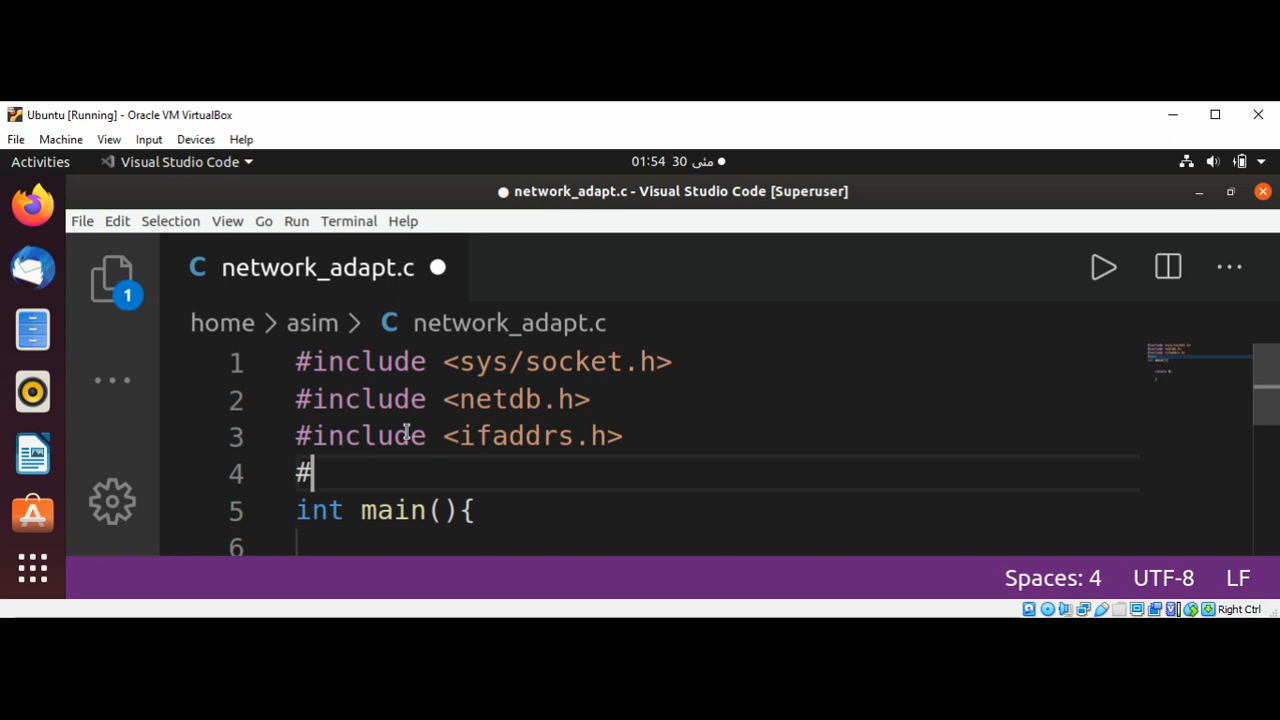 Ubuntu [Running] - Oracle VM VirtualBox
File Machine View Input Devices Help
Activities Visual Studio Code 01:54 30 مئی
network_adapt.c - Visual Studio Code [Superuser]
File Edit Selection View Go Run Terminal Help
C network_adapt.c
1
home > asim > C network_adapt.c
1 #include <sys/socket.h>
2 #include <netdb.h>
3 #include <ifaddrs.h>
4 #
5 int main(){
6
Spaces: 4 UTF-8 LF
Right Ctrl